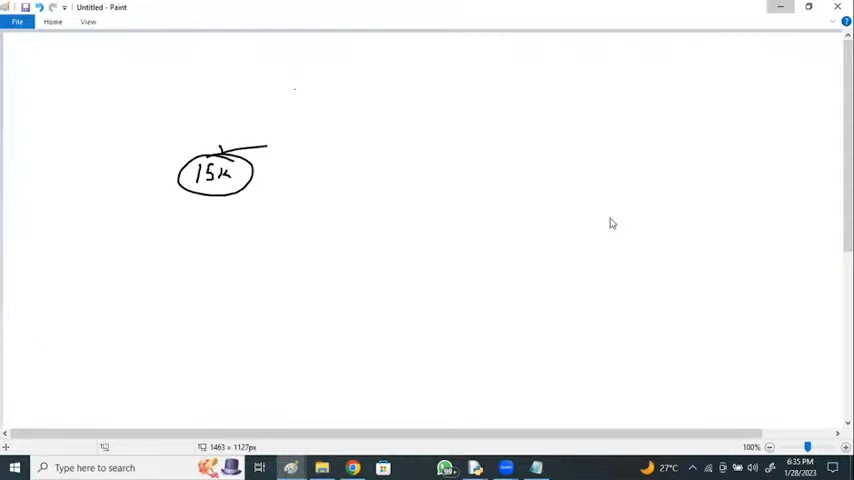 Untitled - Paint
File Home View
15k
1463 × 1127px 100%
Type here to search 99+ 27°C 6:35 PM
1/28/2023